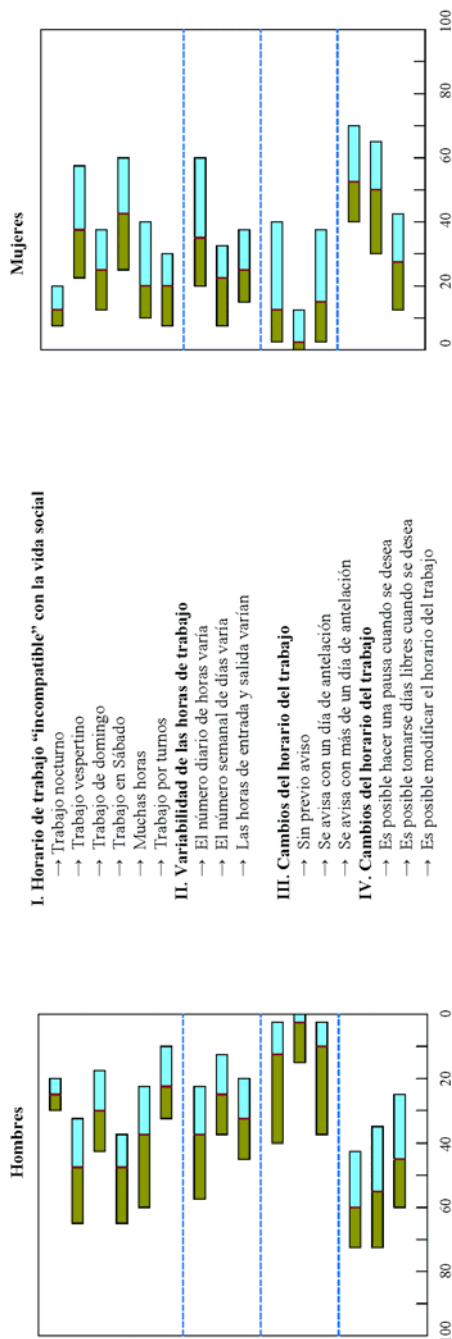 Hombres
100
80
60
40
20
0
I. Horario de trabajo “incompatible” con la vida social
→ Trabajo nocturno
→ Trabajo vespertino
→ Trabajo de domingo
→ Trabajo en Sábado
→ Muchas horas
→ Trabajo por turnos
II. Variabilidad de las horas de trabajo
→ El número diario de horas varía
→ El número semanal de días varía
→ Las horas de entrada y salida varían
III. Cambios del horario del trabajo
→ Sin previo aviso
→ Se avisa con un día de antelación
→ Se avisa con más de un día de antelación
IV. Cambios del horario del trabajo
→ Es posible hacer una pausa cuando se desea
→ Es posible tomarse días libres cuando se desea
→ Es posible modificar el horario del trabajo
Mujeres
0
20
40
60
80
100